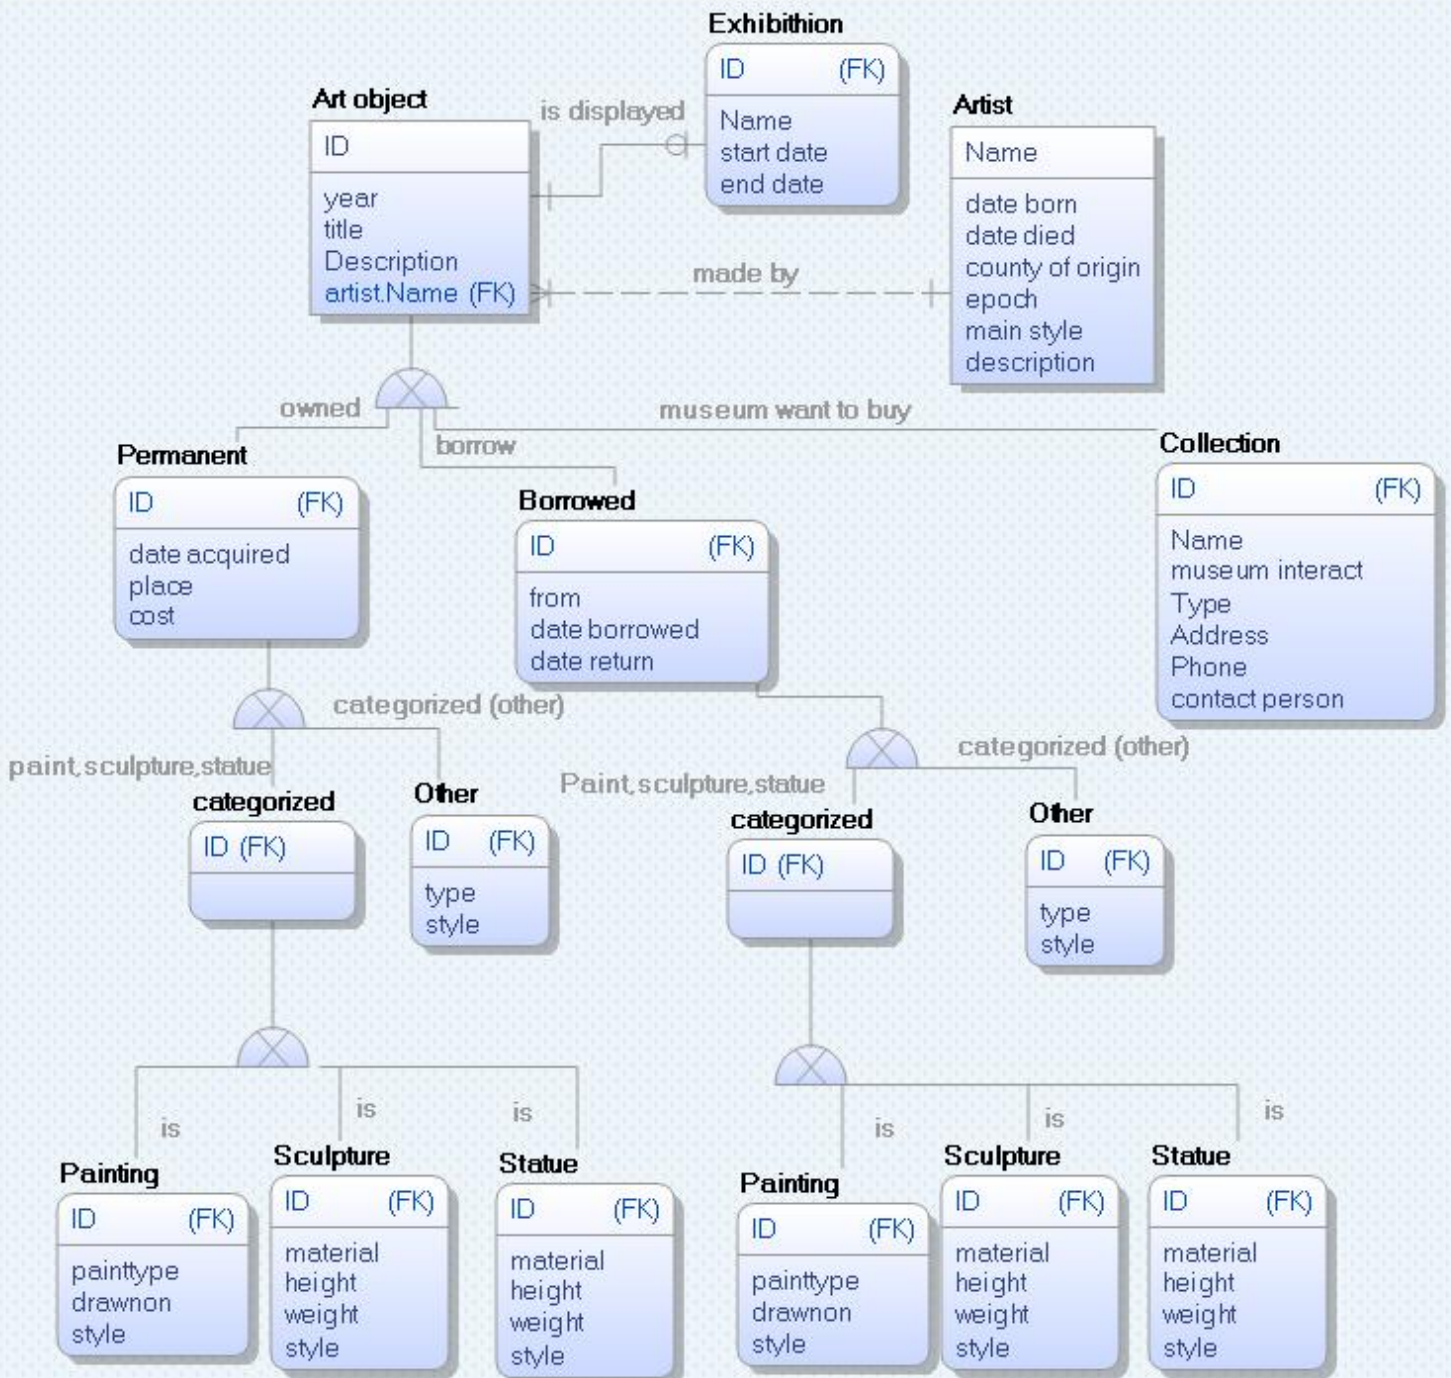 Exhibithion
ID (FK)
Name
start date
end date
Art object
ID
year
title
Description
artist.Name (FK)
is displayed
Artist
Name
date born
date died
county of origin
epoch
main style
description
made by
owned
borrow
museum want to buy
Permanent
ID (FK)
date acquired
place
cost
Borrowed
ID (FK)
from
date borrowed
date return
Collection
ID (FK)
Name
museum interact
Type
Address
Phone
contact person
categorized (other)
paint,sculpture,statue
categorized
ID (FK)
Other
ID (FK)
type
style
categorized (other)
Paint,sculpture,statue
categorized
ID (FK)
Other
ID (FK)
type
style
is
is
is
Painting
ID (FK)
painttype
drawnon
style
Sculpture
ID (FK)
material
height
weight
style
Statue
ID (FK)
material
height
weight
style
is
is
is
Painting
ID (FK)
painttype
drawnon
style
Sculpture
ID (FK)
material
height
weight
style
Statue
ID (FK)
material
height
weight
style